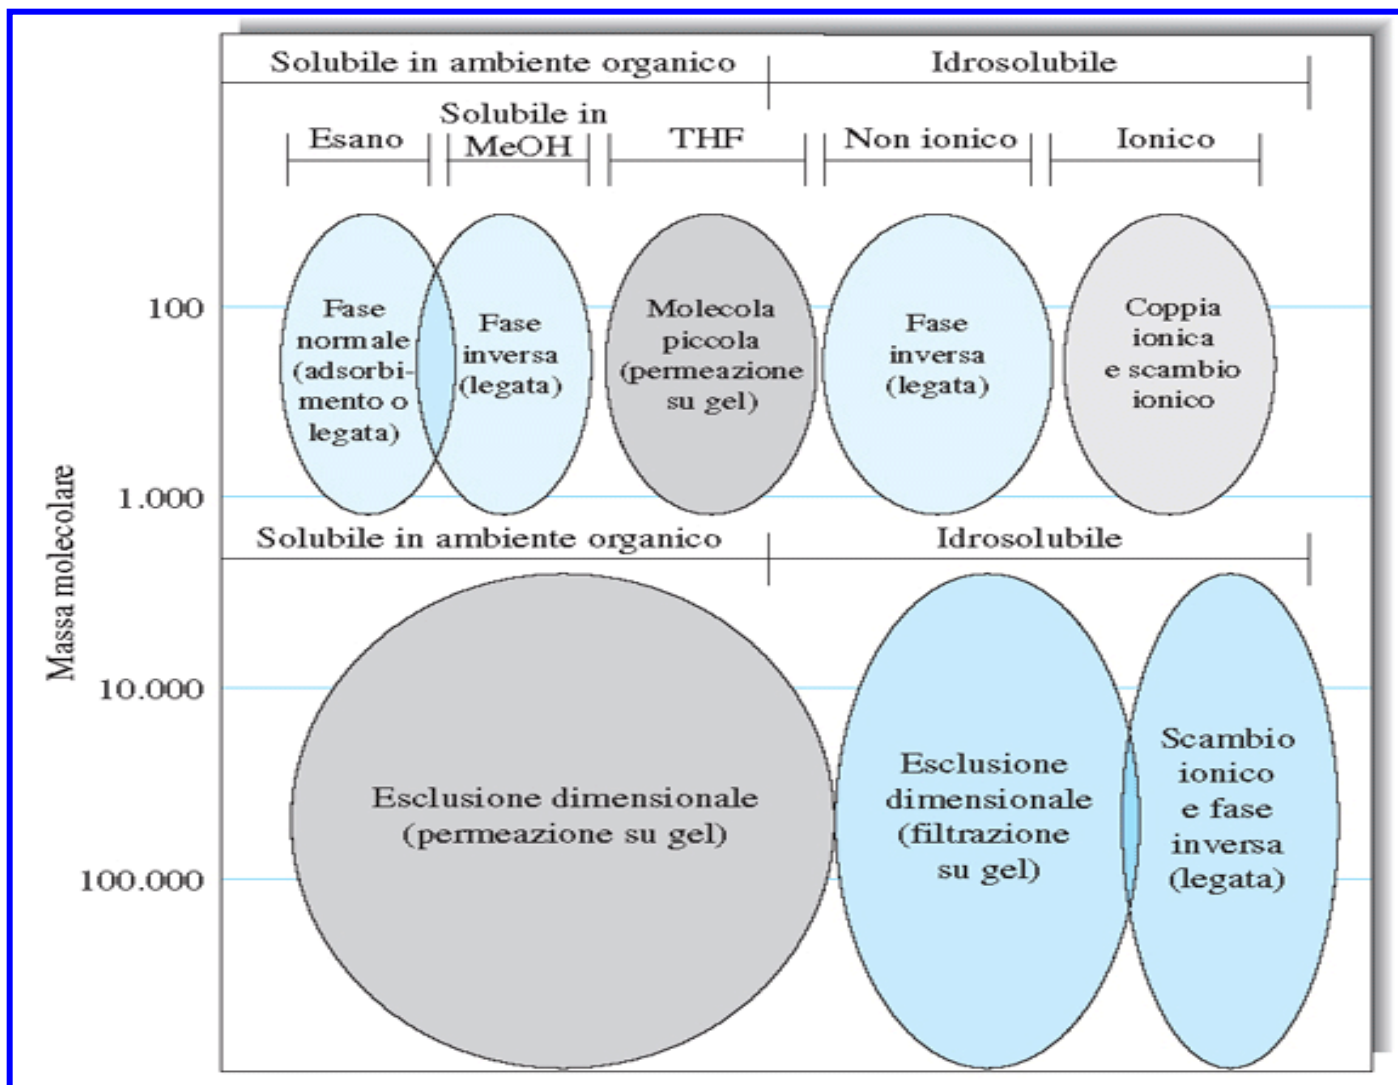 Solubile in ambiente organico
Idrosolubile
Esano
Solubile in
MeOH
THF
Non ionico
Ionico
Massa molecolare
100
1.000
10.000
100.000
Fase
normale
(adsorbi-
mento o
legata)
Fase
inversa
(legata)
Molecola
piccola
(permeazione
su gel)
Fase
inversa
(legata)
Coppia
ionica
e scambio
ionico
Solubile in ambiente organico
Idrosolubile
Esclusione dimensionale
(permeazione su gel)
Esclusione
dimensionale
(filtrazione
su gel)
Scambio
ionico
e fase
inversa
(legata)